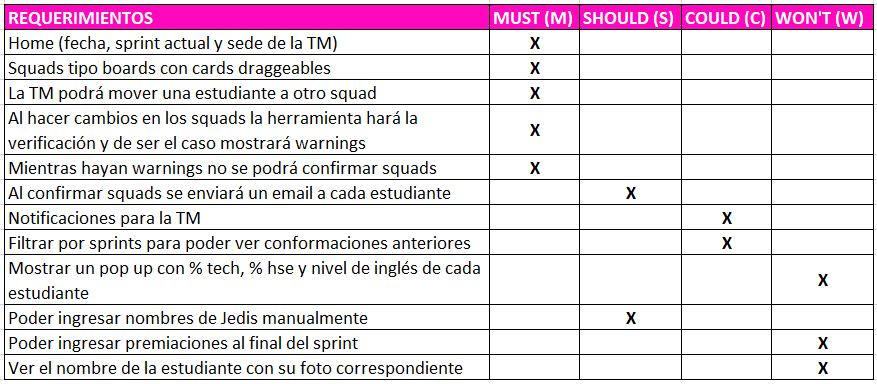 REQUERIMIENTOS MUST (M) SHOULD (S) COULD (C) WON'T (W)
Home (fecha, sprint actual y sede de la TM) X
Squads tipo boards con cards draggeables X
La TM podrá mover una estudiante a otro squad X
Al hacer cambios en los squads la herramienta hará la
verificación y de ser el caso mostrará warnings X
Mientras hayan warnings no se podrá confirmar squads X
Al confirmar squads se enviará un email a cada estudiante X
Notificaciones para la TM X
Filtrar por sprints para poder ver conformaciones anteriores X
Mostrar un pop up con % tech, % hse y nivel de inglés de cada
estudiante X
Poder ingresar nombres de Jedis manualmente X
Poder ingresar premiaciones al final del sprint X
Ver el nombre de la estudiante con su foto correspondiente X